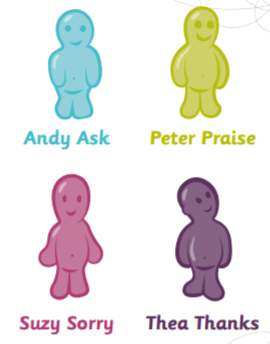 Andy Ask
Peter Praise
Suzy Sorry
Thea Thanks